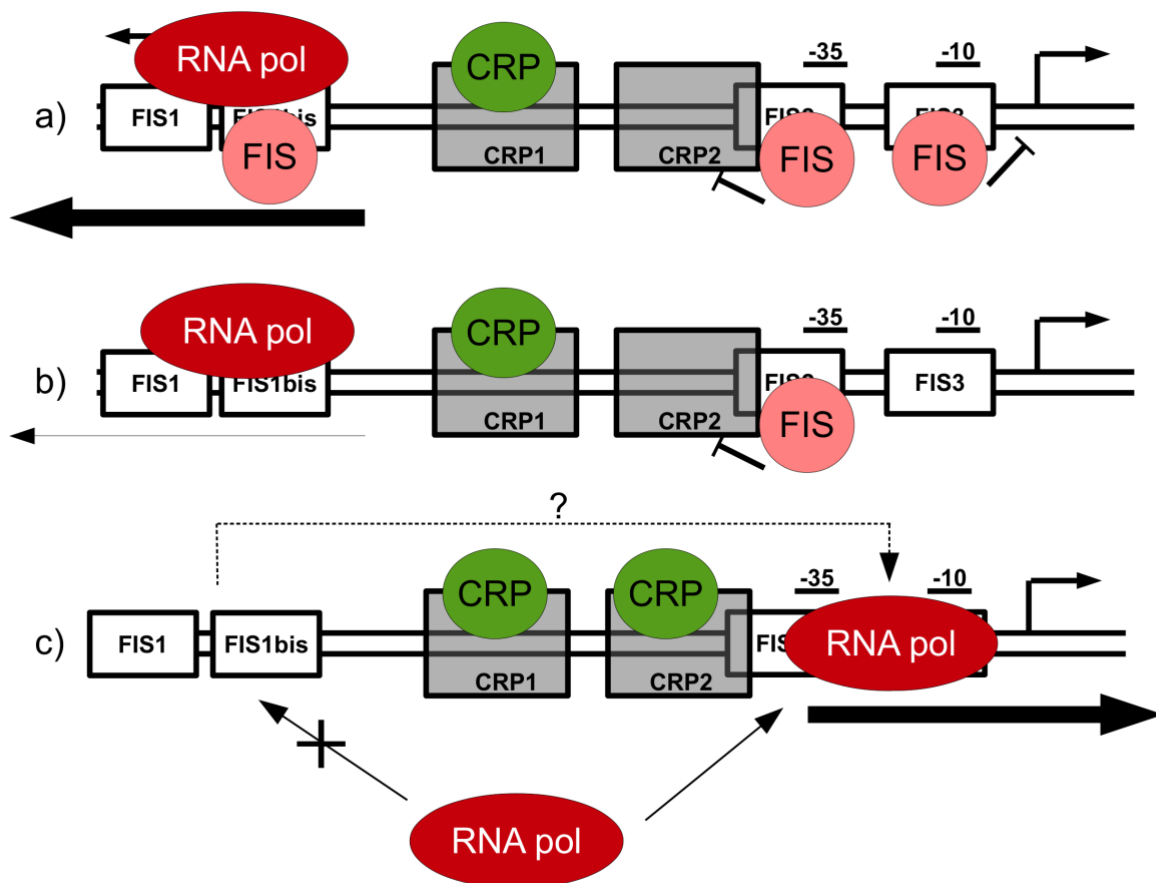 RNA pol
CRP
-35
-10
a)
FIS1
FIS
CRP1
CRP2
FIS
FIS
RNA pol
CRP
-35
-10
b)
FIS1
FIS1bis
CRP1
CRP2
FIS3
FIS
?
CRP
CRP
-35
-10
c)
FIS1
FIS1bis
CRP1
CRP2
FIS
RNA pol
RNA pol